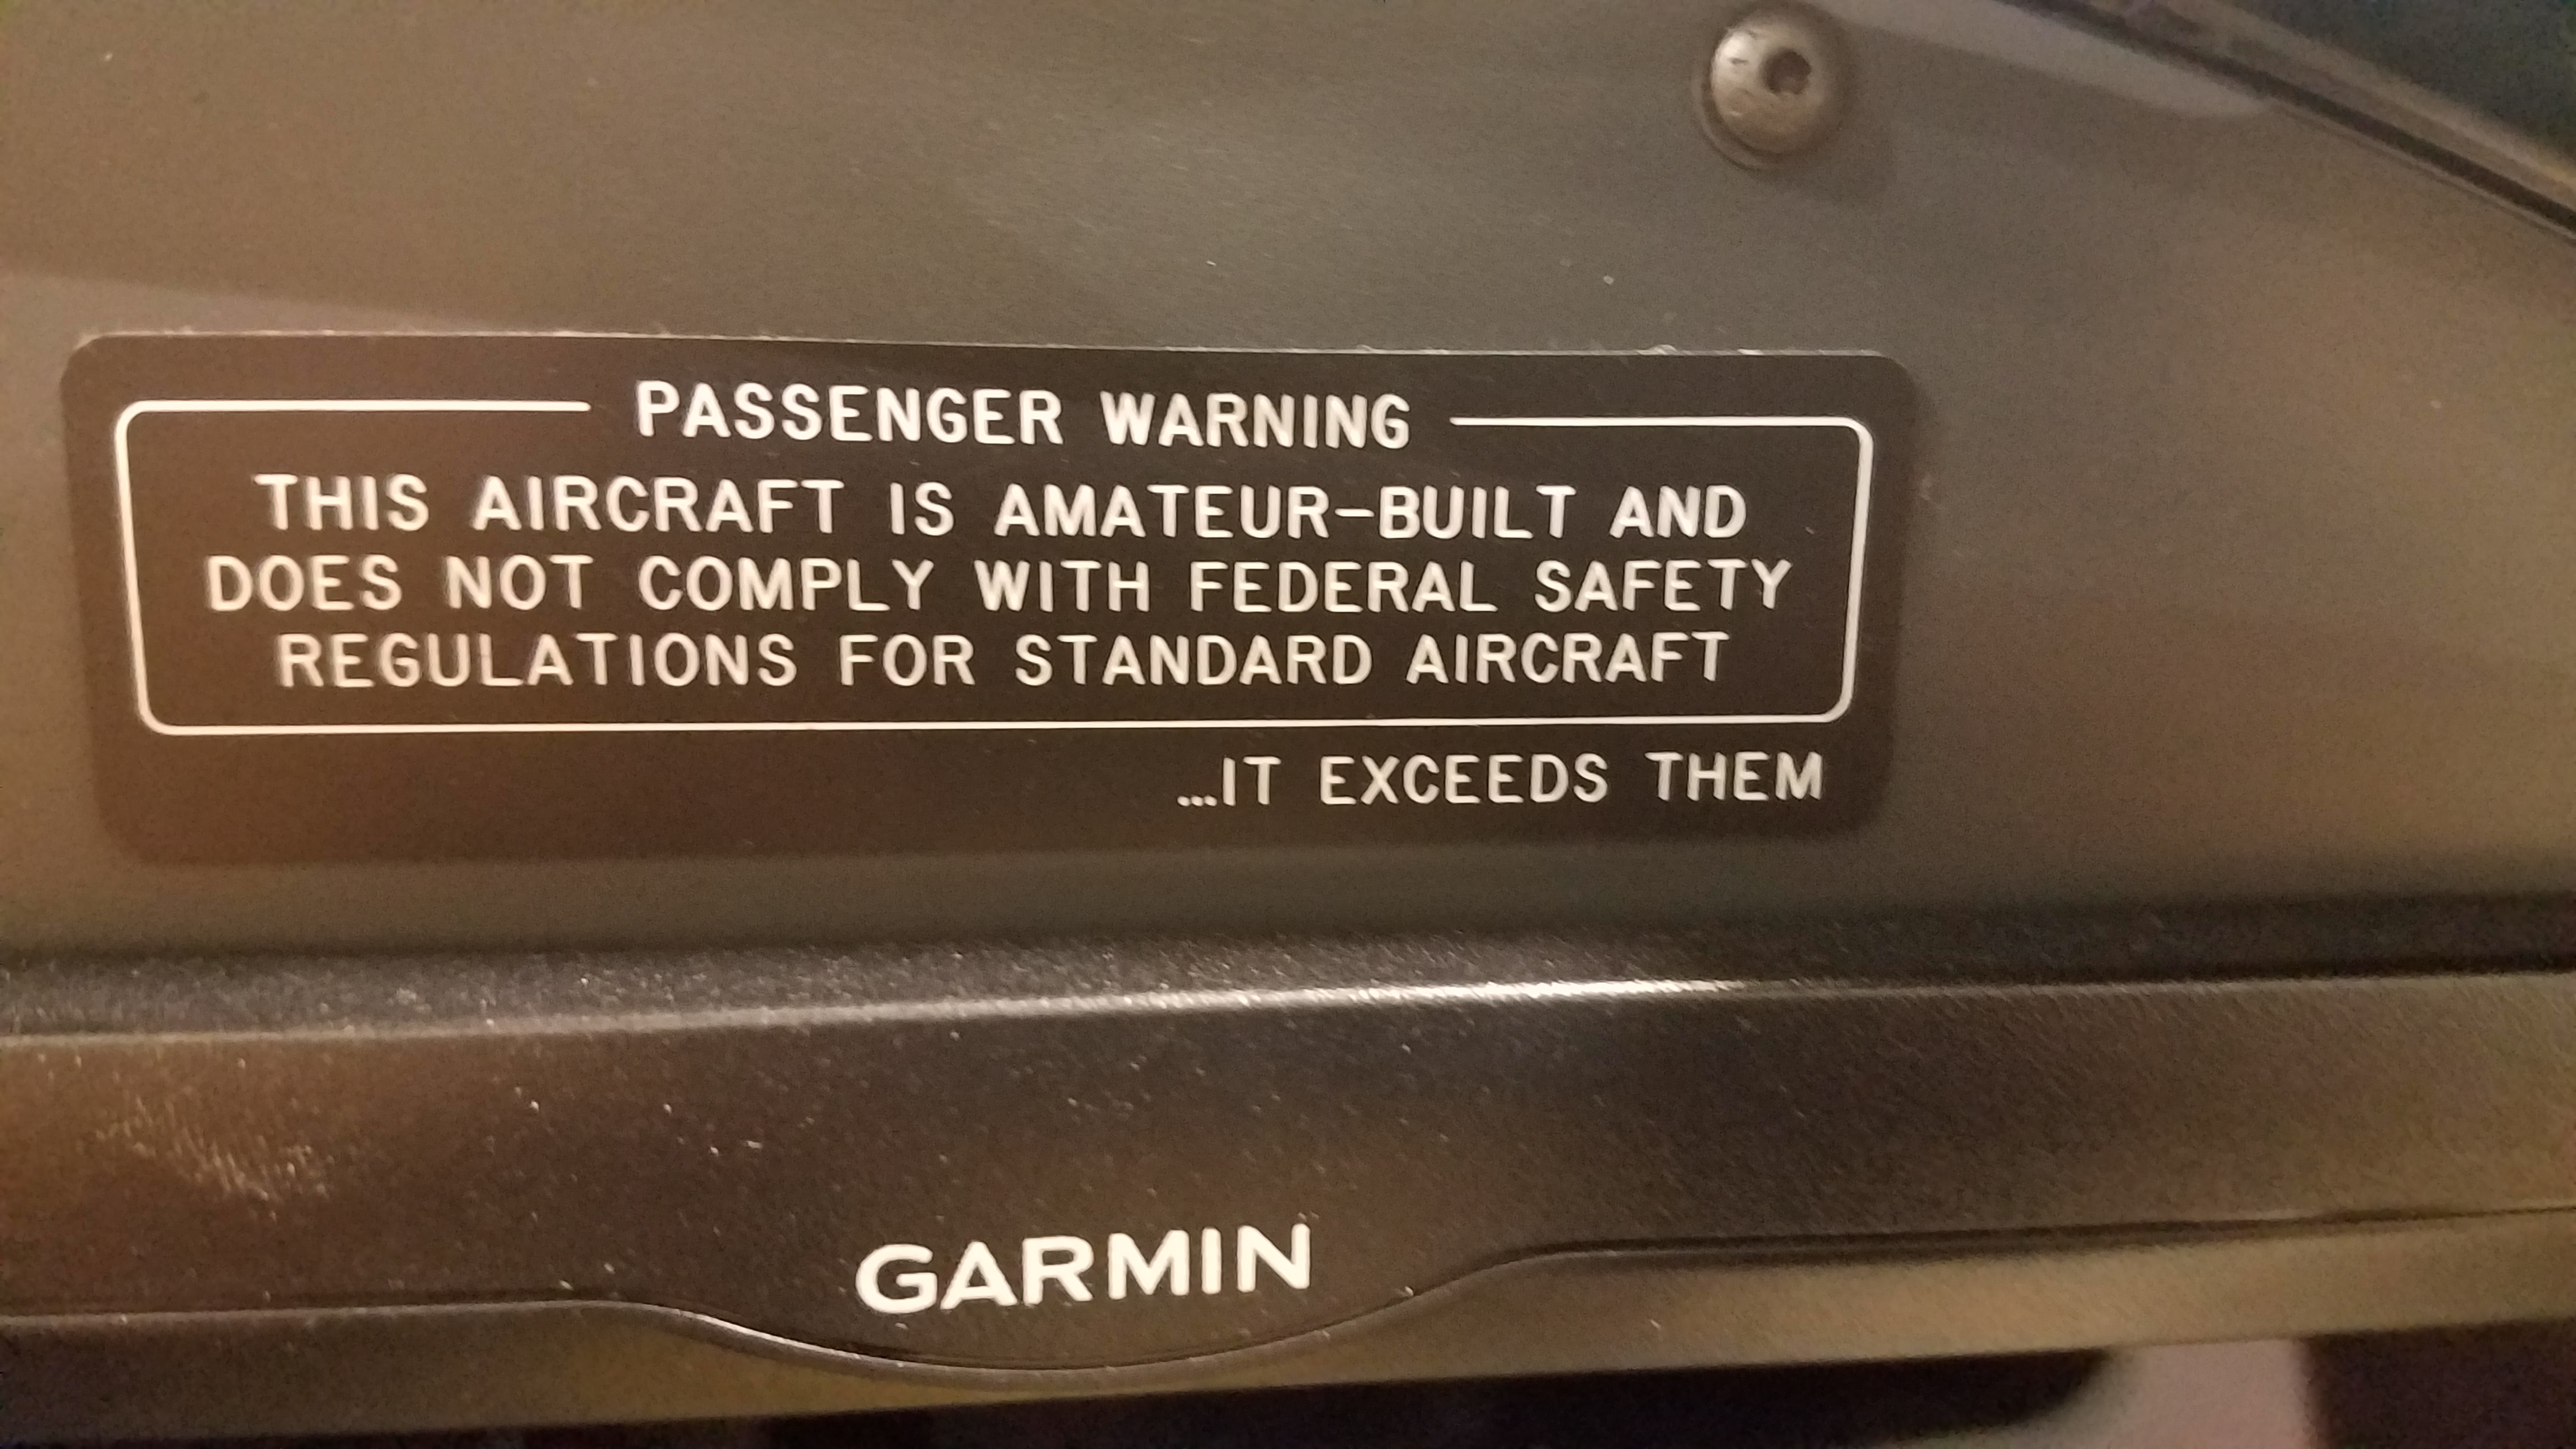 PASSENGER WARNING
THIS AIRCRAFT IS AMATEUR-BUILT AND
DOES NOT COMPLY WITH FEDERAL SAFETY
REGULATIONS FOR STANDARD AIRCRAFT
...IT EXCEEDS THEM
GARMIN